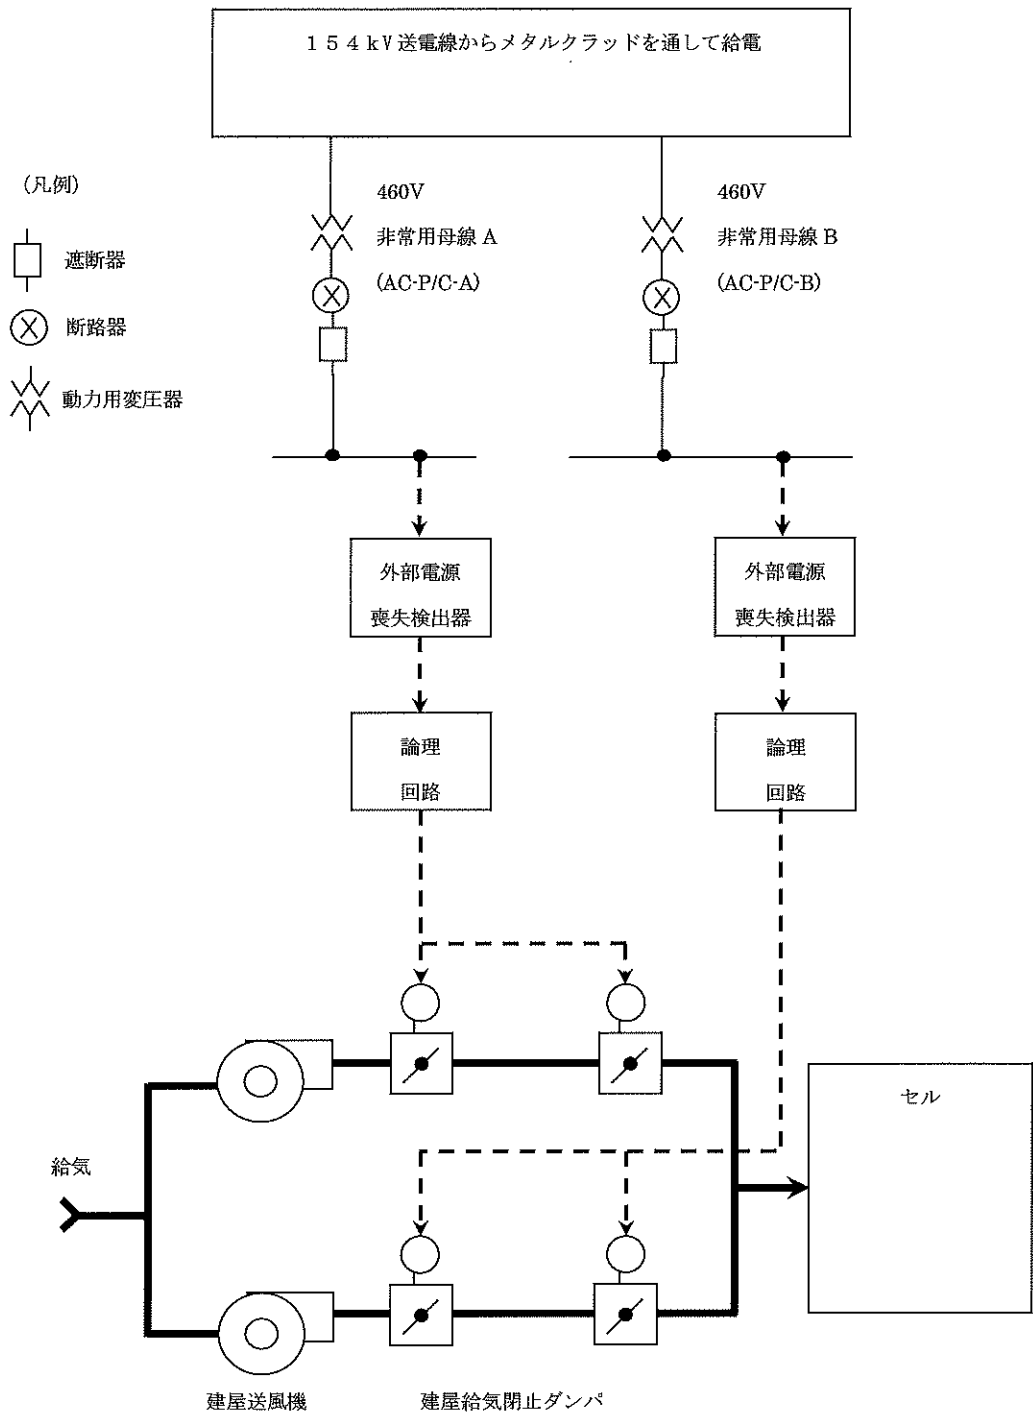 １５４ｋV送電線からメタルクラッドを通して給電
(凡例)
遮断器
断路器
動力用変圧器
460V
非常用母線 A
(AC-P/C-A)
460V
非常用母線 B
(AC-P/C-B)
外部電源
喪失検出器
外部電源
喪失検出器
論理
回路
論理
回路
給気
セル
建屋送風機
建屋給気閉止ダンパ